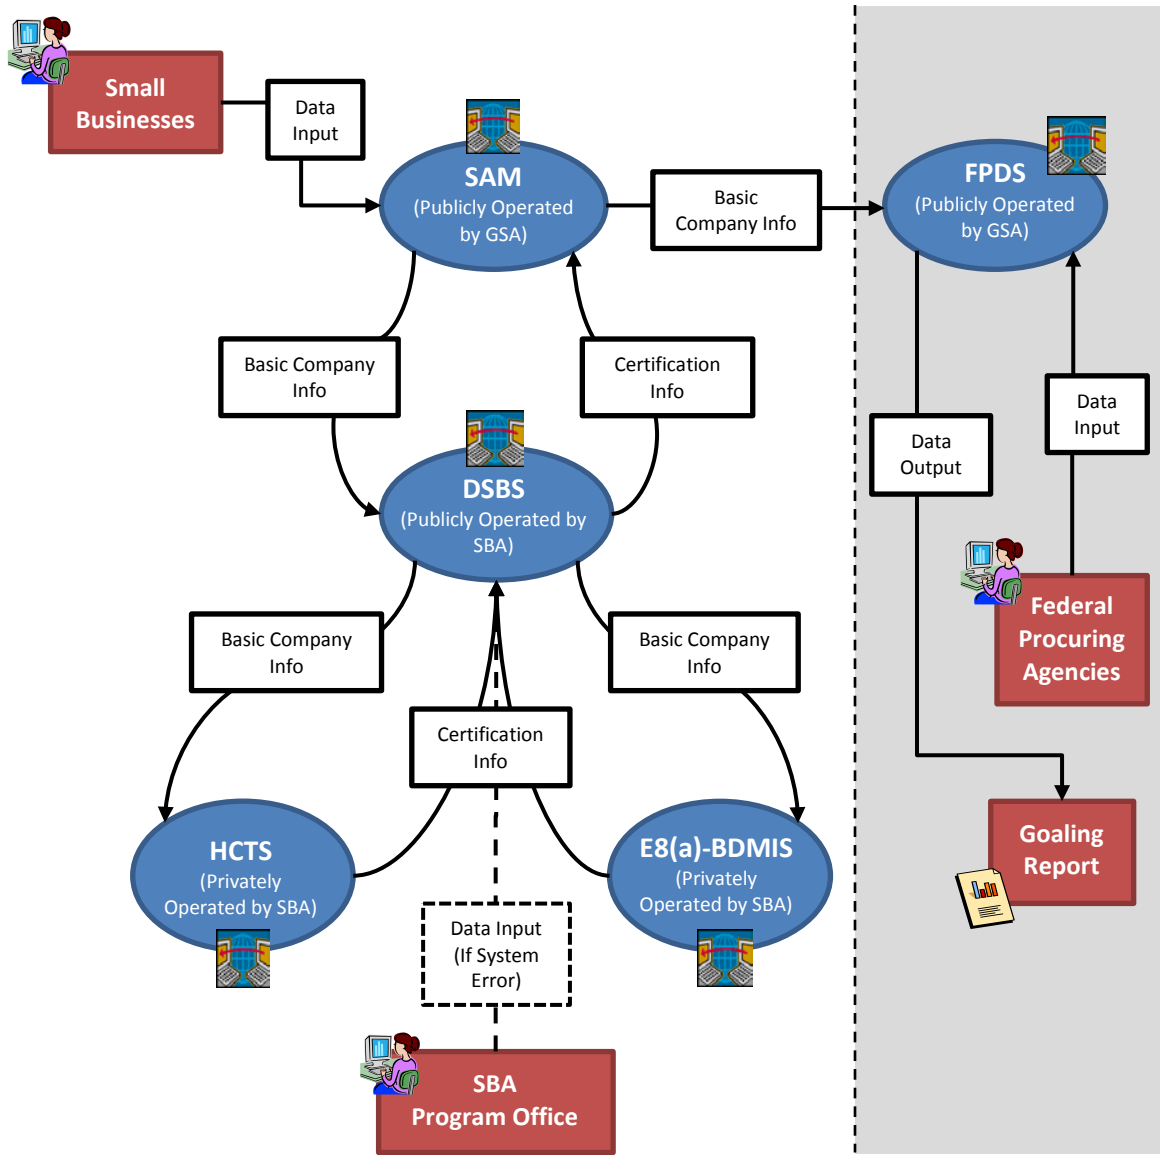 Small
Businesses
Data
Input
SAM
(Publicly Operated
by GSA)
Basic
Company Info
FPDS
(Publicly Operated
by GSA)
Basic Company
Info
Certification
Info
Data
Input
Data
Output
DSBS
(Publicly Operated by
SBA)
Federal
Procuring
Agencies
Basic Company
Info
Basic Company
Info
Certification
Info
HCTS
(Privately
Operated by SBA)
E8(a)-BDMIS
(Privately
Operated by SBA)
Goaling
Report
Data Input
(If System
Error)
SBA
Program Office